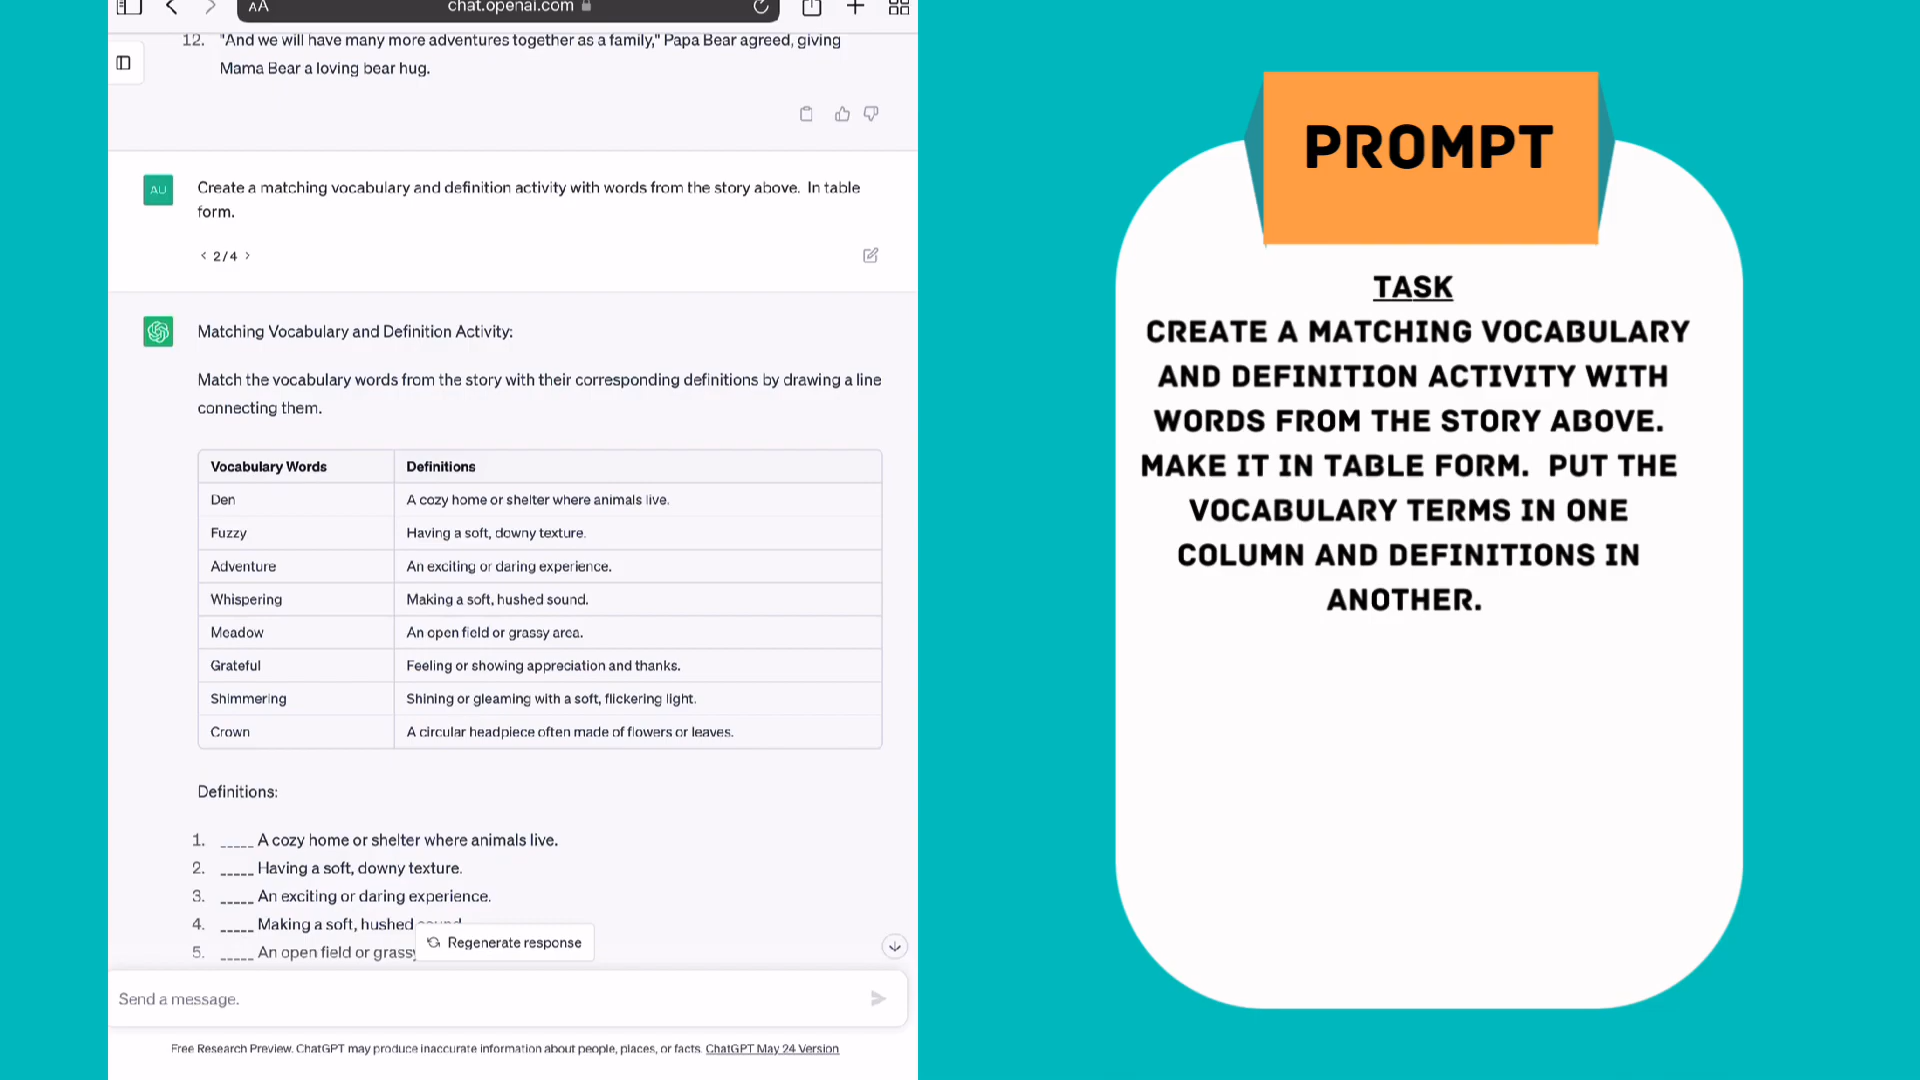 AA chat.openai.com
12. "And we will have many more adventures together as a family," Papa Bear agreed, giving
Mama Bear a loving bear hug.
AU
Create a matching vocabulary and definition activity with words from the story above. In table
form.
< 2/4 >
Matching Vocabulary and Definition Activity:
Match the vocabulary words from the story with their corresponding definitions by drawing a line
connecting them.
Vocabulary Words Definitions
Den A cozy home or shelter where animals live.
Fuzzy Having a soft, downy texture.
Adventure An exciting or daring experience.
Whispering Making a soft, hushed sound.
Meadow An open field or grassy area.
Grateful Feeling or showing appreciation and thanks.
Shimmering Shining or gleaming with a soft, flickering light.
Crown A circular headpiece often made of flowers or leaves.
Definitions:
1. _____ A cozy home or shelter where animals live.
2. _____ Having a soft, downy texture.
3. _____ An exciting or daring experience.
4. _____ Making a soft, hushed
5. _____ An open field or grassy
Regenerate response
Send a message.
Free Research Preview. ChatGPT may produce inaccurate information about people, places, or facts. ChatGPT May 24 Version
PROMPT
TASK
CREATE A MATCHING VOCABULARY
AND DEFINITION ACTIVITY WITH
WORDS FROM THE STORY ABOVE.
MAKE IT IN TABLE FORM. PUT THE
VOCABULARY TERMS IN ONE
COLUMN AND DEFINITIONS IN
ANOTHER.